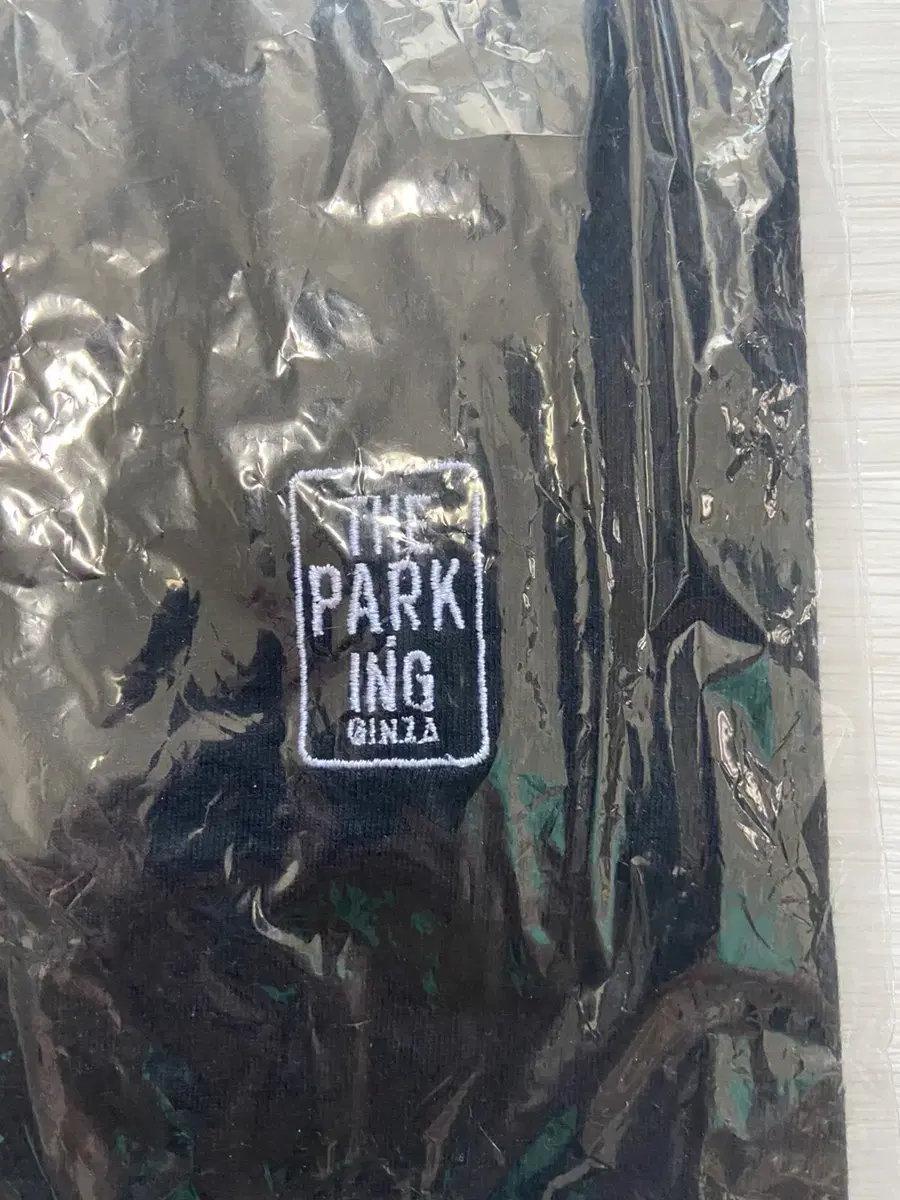 THE
PARK
-
ING
GINZA